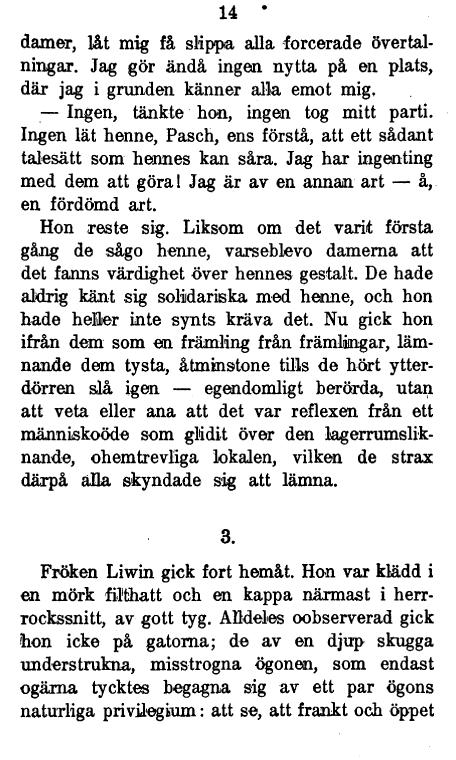 14
damer, låt mig få slippa alla forcerade övertal-
ningar. Jag gör ändå ingen nytta på en plats,
där jag i grunden känner alla emot mig.
— Ingen, tänkte hon, ingen tog mitt parti.
Ingen lät henne, Pasch, ens förstå, att ett sådant
talesätt som hennes kan såra. Jag har ingenting
med dem att göra! Jag är av en annan art — å,
en fördömd art.
Hon reste sig. Liksom om det varit första
gång de sågo henne, varseblevo damerna att
det fanns värdighet över hennes gestalt. De hade
aldrig känt sig solidariska med henne, och hon
hade heller inte synts kräva det. Nu gick hon
ifrån dem som en främling från främlingar, läm-
nande dem tysta, åtminstone tills de hört ytter-
dörren slå igen — egendomligt berörda, utan
att veta eller ana att det var reflexen från ett
människoöde som glidit över den lagerrumslik-
nande, ohemtrevliga lokalen, vilken de strax
därpå alla skyndade sig att lämna.
3.
Fröken Liwin gick fort hemåt. Hon var klädd i
en mörk filthatt och en kappa närmast i herr-
rockssnitt, av gott tyg. Alldeles oobserverad gick
hon icke på gatorna; de av en djup skugga
understrukna, misstrogna ögonen, som endast
ogärna tycktes begagna sig av ett par ögons
naturliga privilegium: att se, att frankt och öppet